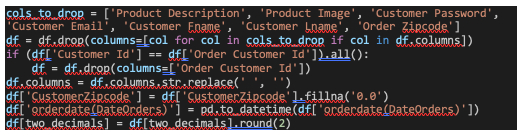 cols_to_drop = ['Product Description', 'Product Image', 'Customer Password',
'Customer Email', 'Customer Fname', 'Customer Lname', 'Order Zipcode']
df = df.drop(columns=[col for col in cols_to_drop if col in df.columns])
if (df['Customer Id'] == df['Order Customer Id']).all():
    df = df.drop(columns=['Order Customer Id'])
df.columns = df.columns.str.replace(' ', '')
df['CustomerZipcode'] = df['CustomerZipcode'].fillna('0.0')
df['orderdate(DateOrders)'] = pd.to_datetime(df['orderdate(DateOrders)'])
df[two_decimals] = df[two_decimals].round(2)